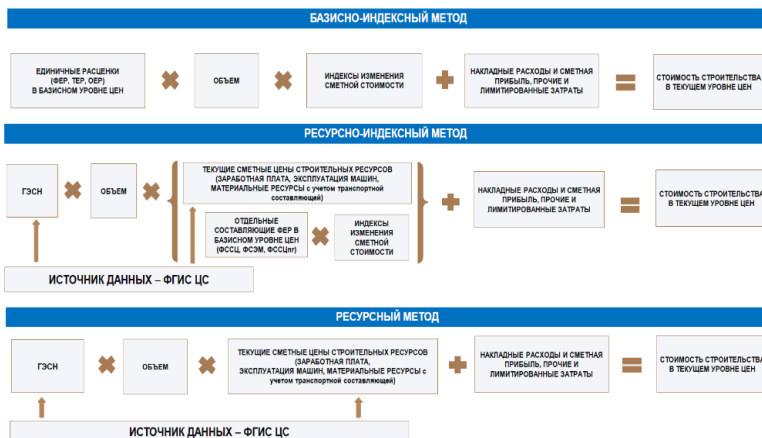 БАЗИСНО-ИНДЕКСНЫЙ МЕТОД
ЕДИНИЧНЫЕ РАСЦЕНКИ
(ФЕР, ТЕР, ОЕР)
В БАЗИСНОМ УРОВНЕ ЦЕН
ОБЪЕМ
ИНДЕКСЫ ИЗМЕНЕНИЯ
СМЕТНОЙ СТОИМОСТИ
НАКЛАДНЫЕ РАСХОДЫ И СМЕТНАЯ
ПРИБЫЛЬ, ПРОЧИЕ И
ЛИМИТИРОВАННЫЕ ЗАТРАТЫ
СТОИМОСТЬ СТРОИТЕЛЬСТВА
В ТЕКУЩЕМ УРОВНЕ ЦЕН
РЕСУРСНО-ИНДЕКСНЫЙ МЕТОД
ГЭСН
ОБЪЕМ
ТЕКУЩИЕ СМЕТНЫЕ ЦЕНЫ СТРОИТЕЛЬНЫХ РЕСУРСОВ
(ЗАРАБОТНАЯ ПЛАТА, ЭКСПЛУАТАЦИЯ МАШИН,
МАТЕРИАЛЬНЫЕ РЕСУРСЫ с учетом транспортной
составляющей)
ОТДЕЛЬНЫЕ
СОСТАВЛЯЮЩИЕ ФЕР В
БАЗИСНОМ УРОВНЕ ЦЕН
(ФССЦ, ФСЭМ, ФССЦпг)
ИНДЕКСЫ
ИЗМЕНЕНИЯ
СМЕТНОЙ
СТОИМОСТИ
НАКЛАДНЫЕ РАСХОДЫ И СМЕТНАЯ
ПРИБЫЛЬ, ПРОЧИЕ И
ЛИМИТИРОВАННЫЕ ЗАТРАТЫ
СТОИМОСТЬ СТРОИТЕЛЬСТВА
В ТЕКУЩЕМ УРОВНЕ ЦЕН
ИСТОЧНИК ДАННЫХ – ФГИС ЦС
РЕСУРСНЫЙ МЕТОД
ГЭСН
ОБЪЕМ
ТЕКУЩИЕ СМЕТНЫЕ ЦЕНЫ СТРОИТЕЛЬНЫХ РЕСУРСОВ
(ЗАРАБОТНАЯ ПЛАТА,
ЭКСПЛУАТАЦИЯ МАШИН, МАТЕРИАЛЬНЫЕ РЕСУРСЫ с
учетом транспортной составляющей)
НАКЛАДНЫЕ РАСХОДЫ И СМЕТНАЯ
ПРИБЫЛЬ, ПРОЧИЕ И
ЛИМИТИРОВАННЫЕ ЗАТРАТЫ
СТОИМОСТЬ СТРОИТЕЛЬСТВА
В ТЕКУЩЕМ УРОВНЕ ЦЕН
ИСТОЧНИК ДАННЫХ – ФГИС ЦС